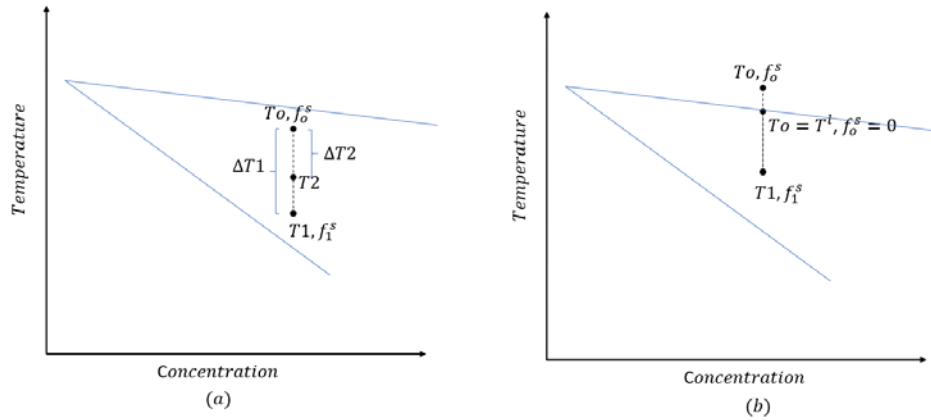 Temperature
To, f_o^s
ΔT1
ΔT2
T2
T1, f_1^s
Concentration
(a)
Temperature
To, f_o^s
To = T^l, f_o^s = 0
T1, f_1^s
Concentration
(b)